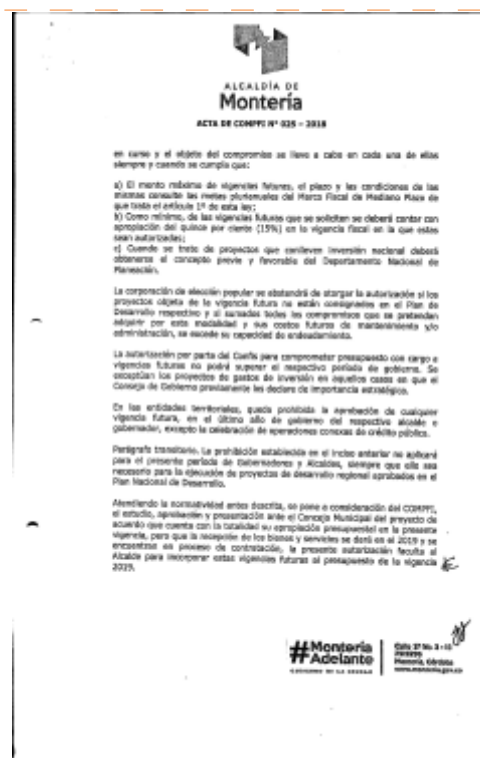 ALCALDÍA DE
Montería
ACTA DE COMPFI N° 025 – 2018
en curso y el objeto del compromiso se lleve a cabo en cada una de ellas
siempre y cuando se cumpla que:
a) El monto máximo de vigencias futuras, el plazo y las condiciones de las
mismas consulte las metas plurianuales del Marco Fiscal de Mediano Plazo de
que trata el artículo 1º de esta ley;
b) Como mínimo, de las vigencias futuras que se soliciten se deberá contar con
apropiación del quince por ciento (15%) en la vigencia fiscal en la que estas
sean autorizadas;
c) Cuando se trate de proyectos que conlleven inversión nacional deberá
obtenerse el concepto previo y favorable del Departamento Nacional de
Planeación.
La corporación de elección popular se abstendrá de otorgar la autorización si los
proyectos objeto de la vigencia futura no están consignados en el Plan de
Desarrollo respectivo y si sumados todos los compromisos que se pretendan
adquirir por esta modalidad y sus costos futuros de mantenimiento y/o
administración, se excede su capacidad de endeudamiento.
La autorización por parte del Confis para comprometer presupuesto con cargo a
vigencias futuras no podrá superar el respectivo período de gobierno. Se
exceptúan los proyectos de gastos de inversión en aquellos casos en que el
Consejo de Gobierno previamente los declare de importancia estratégica.
En las entidades territoriales, queda prohibida la aprobación de cualquier
vigencia futura, en el último año de gobierno del respectivo alcalde o
gobernador, excepto la celebración de operaciones conexas de crédito público.
Parágrafo transitorio. La prohibición establecida en el inciso anterior no aplicará
para el presente período de Gobernadores y Alcaldes, siempre que ello sea
necesario para la ejecución de proyectos de desarrollo regional aprobados en el
Plan Nacional de Desarrollo.
Atendiendo la normatividad antes descrita, se pone a consideración del COMPFI,
el estudio, aprobación y presentación ante el Concejo Municipal del proyecto de
acuerdo que cuenta con la totalidad su apropiación presupuestal en la presente
vigencia, pero que la recepción de los bienes y servicios se dará en el 2019 y se
encuentran en proceso de contratación, la presente autorización faculta al
Alcalde para incorporar estas vigencias futuras al presupuesto de la vigencia
2019.
#Montería
Adelante
GOBIERNO DE LA CIUDAD
Calle 27 No. 3 - 16
Montería, Córdoba
www.monteria.gov.co